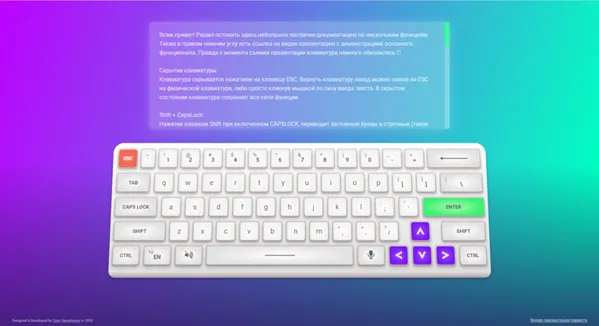 Всем привет! Решил оставить здесь небольшое послание-документацию по нескольким функциям.
Также в правом нижнем углу есть ссылка на видео презентацию с демонстрацией основного
функционала. Правда с момента съемки презентации клавиатура немного обновилась
Скрытие клавиатуры:
Клавиатура скрывается нажатием на клавишу ESC. Вернуть клавиатуру назад можно нажав на ESC
на физической клавиатуре, либо просто кликнув мышкой по окну ввода текста. В скрытом
состоянии клавиатура сохраняет все свои функции.
Shift + CapsLock:
Нажатие клавиши Shift при включенном CAPSLOCK, переводит заглавные буквы в строчные (такое
ESC 1 2 3 4 5 6 7 8 9 0 - =
TAB q w e r t y u i o p [ ] \
CAPS LOCK a s d f g h j k l ; ' ENTER
SHIFT z x c v b n m , . / SHIFT
CTRL EN CTRL
Designed & Developed by in 2020
Видео презентация проекта